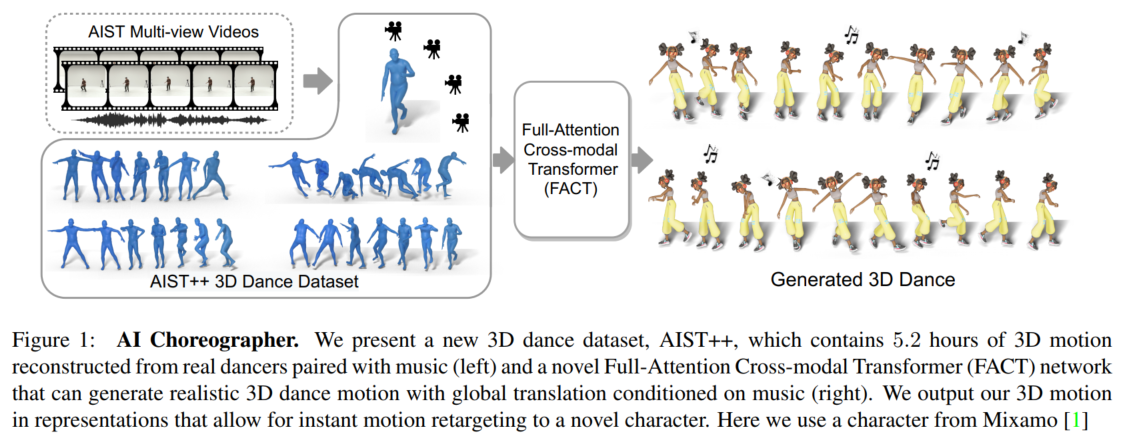 AIST Multi-view Videos
AIST++ 3D Dance Dataset
Full-Attention
Cross-modal
Transformer
(FACT)
Generated 3D Dance
Figure 1: AI Choreographer. We present a new 3D dance dataset, AIST++, which contains 5.2 hours of 3D motion
reconstructed from real dancers paired with music (left) and a novel Full-Attention Cross-modal Transformer (FACT) network
that can generate realistic 3D dance motion with global translation conditioned on music (right). We output our 3D motion
in representations that allow for instant motion retargeting to a novel character. Here we use a character from Mixamo [1]